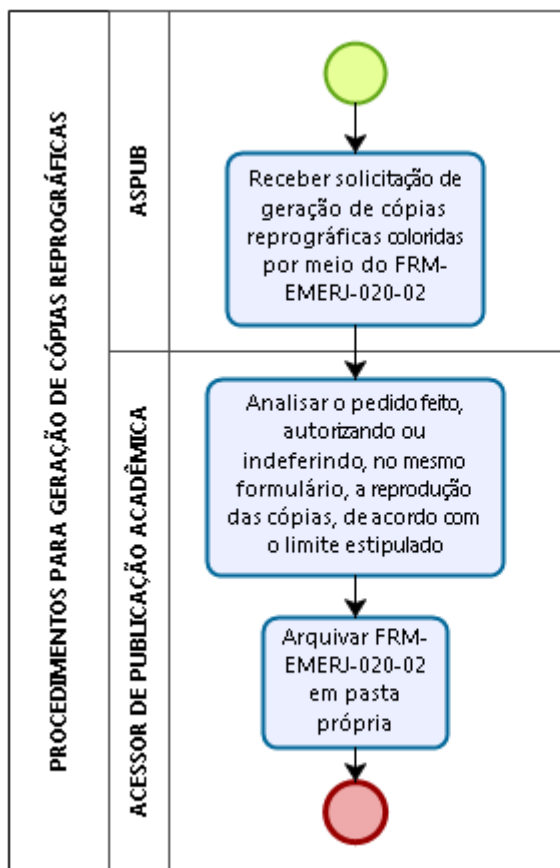 PROCEDIMENTOS PARA GERAÇÃO DE CÓPIAS REPROGRÁFICAS
ASPUB
Receber solicitação de
geração de cópias
reprográficas coloridas
por meio do FRM-
EMERJ-020-02
ACESSOR DE PUBLICAÇÃO ACADÊMICA
Analisar o pedido feito,
autorizando ou
indeferindo, no mesmo
formulário, a reprodução
das cópias, de acordo com
o limite estipulado
Arquivar FRM-
EMERJ-020-02
em pasta
própria